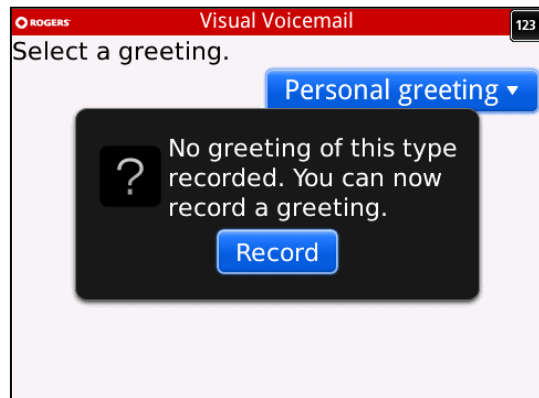 ROGERS
Visual Voicemail
123
Select a greeting.
Personal greeting
?
No greeting of this type
recorded. You can now
record a greeting.
Record